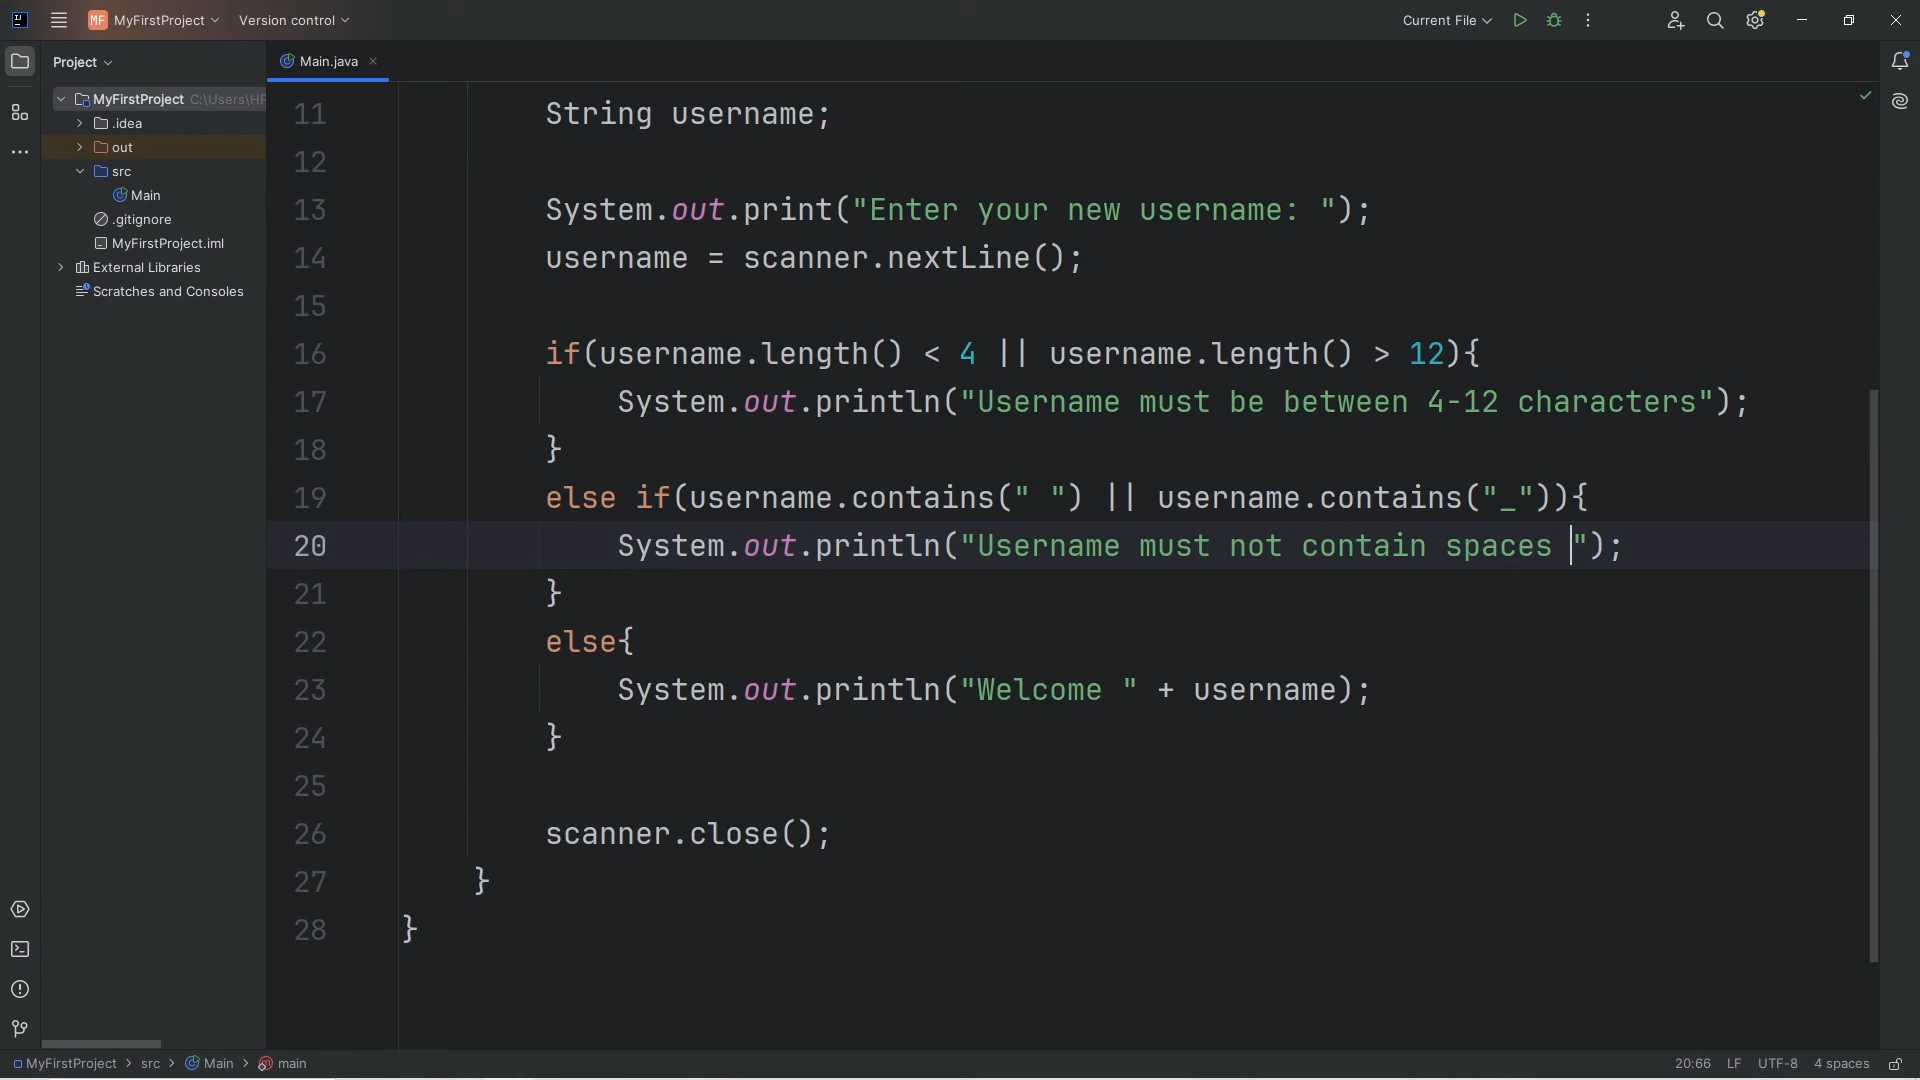 MF MyFirstProject Version control Current File
Project
Main.java
MyFirstProject C:\Users\HP
.idea
out
src
Main
.gitignore
MyFirstProject.iml
External Libraries
Scratches and Consoles
11 String username;
12
13 System.out.print("Enter your new username: ");
14 username = scanner.nextLine();
15
16 if(username.length() < 4 || username.length() > 12){
17 System.out.println("Username must be between 4-12 characters");
18 }
19 else if(username.contains(" ") || username.contains("_")){
20 System.out.println("Username must not contain spaces ");
21 }
22 else{
23 System.out.println("Welcome " + username);
24 }
25
26 scanner.close();
27 }
28 }
MyFirstProject > src > Main > main 20:66 LF UTF-8 4 spaces